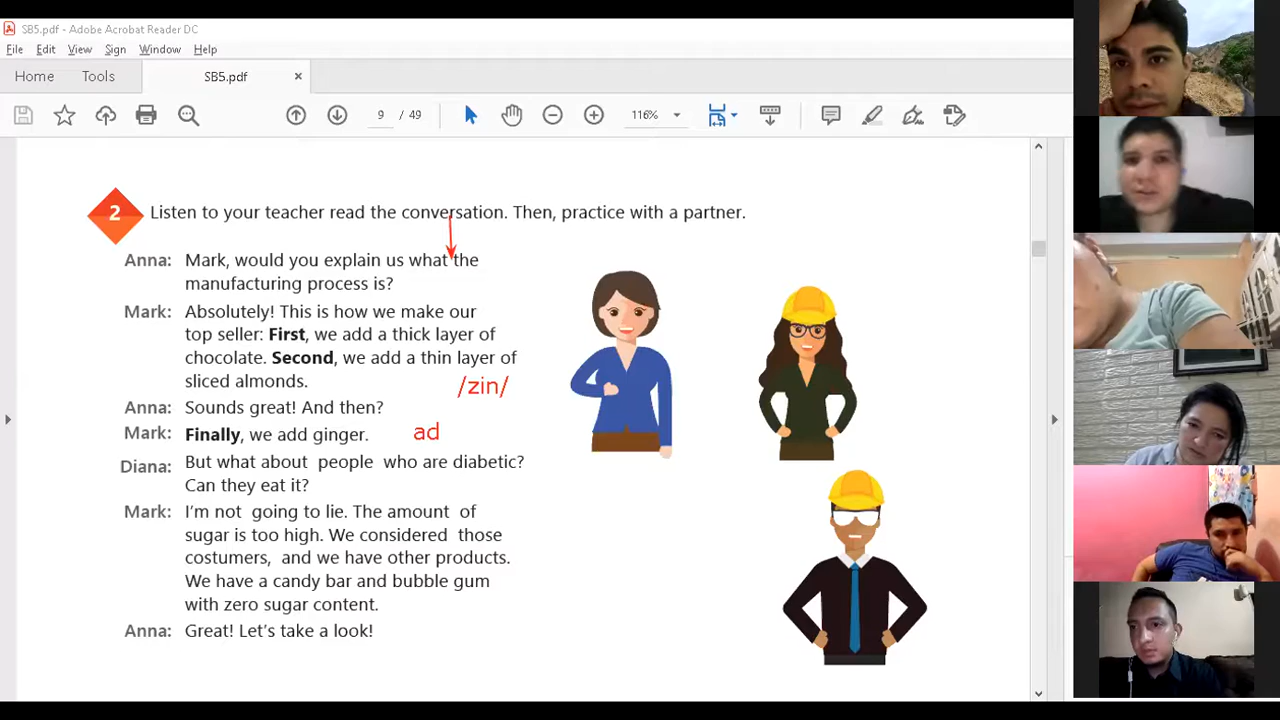 SB5.pdf - Adobe Acrobat Reader DC
File Edit View Sign Window Help
Home Tools SB5.pdf ×
9 / 49 116%
2 Listen to your teacher read the conversation. Then, practice with a partner.
Anna: Mark, would you explain us what the
manufacturing process is?
Mark: Absolutely! This is how we make our
top seller: First, we add a thick layer of
chocolate. Second, we add a thin layer of
sliced almonds.
/zin/
Anna: Sounds great! And then?
Mark: Finally, we add ginger.
ad
Diana: But what about people who are diabetic?
Can they eat it?
Mark: I'm not going to lie. The amount of
sugar is too high. We considered those
costumers, and we have other products.
We have a candy bar and bubble gum
with zero sugar content.
Anna: Great! Let's take a look!